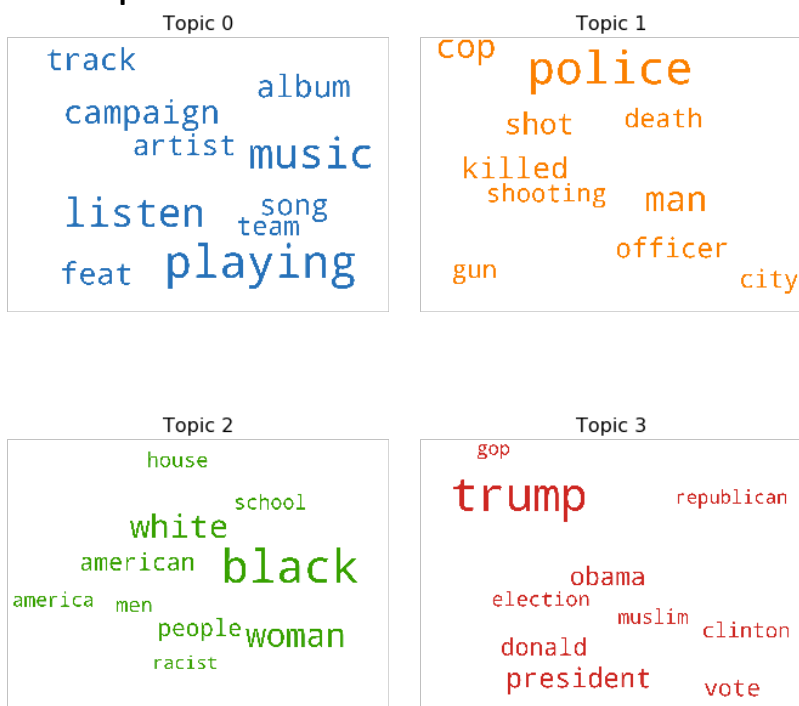 Topic 0
track
album
campaign
artist music
listen song
team
feat playing
Topic 1
cop
police
shot death
killed
shooting man
officer
gun city
Topic 2
house
school
white
american black
america men
people woman
racist
Topic 3
gop
trump republican
obama
election
muslim clinton
donald
president vote